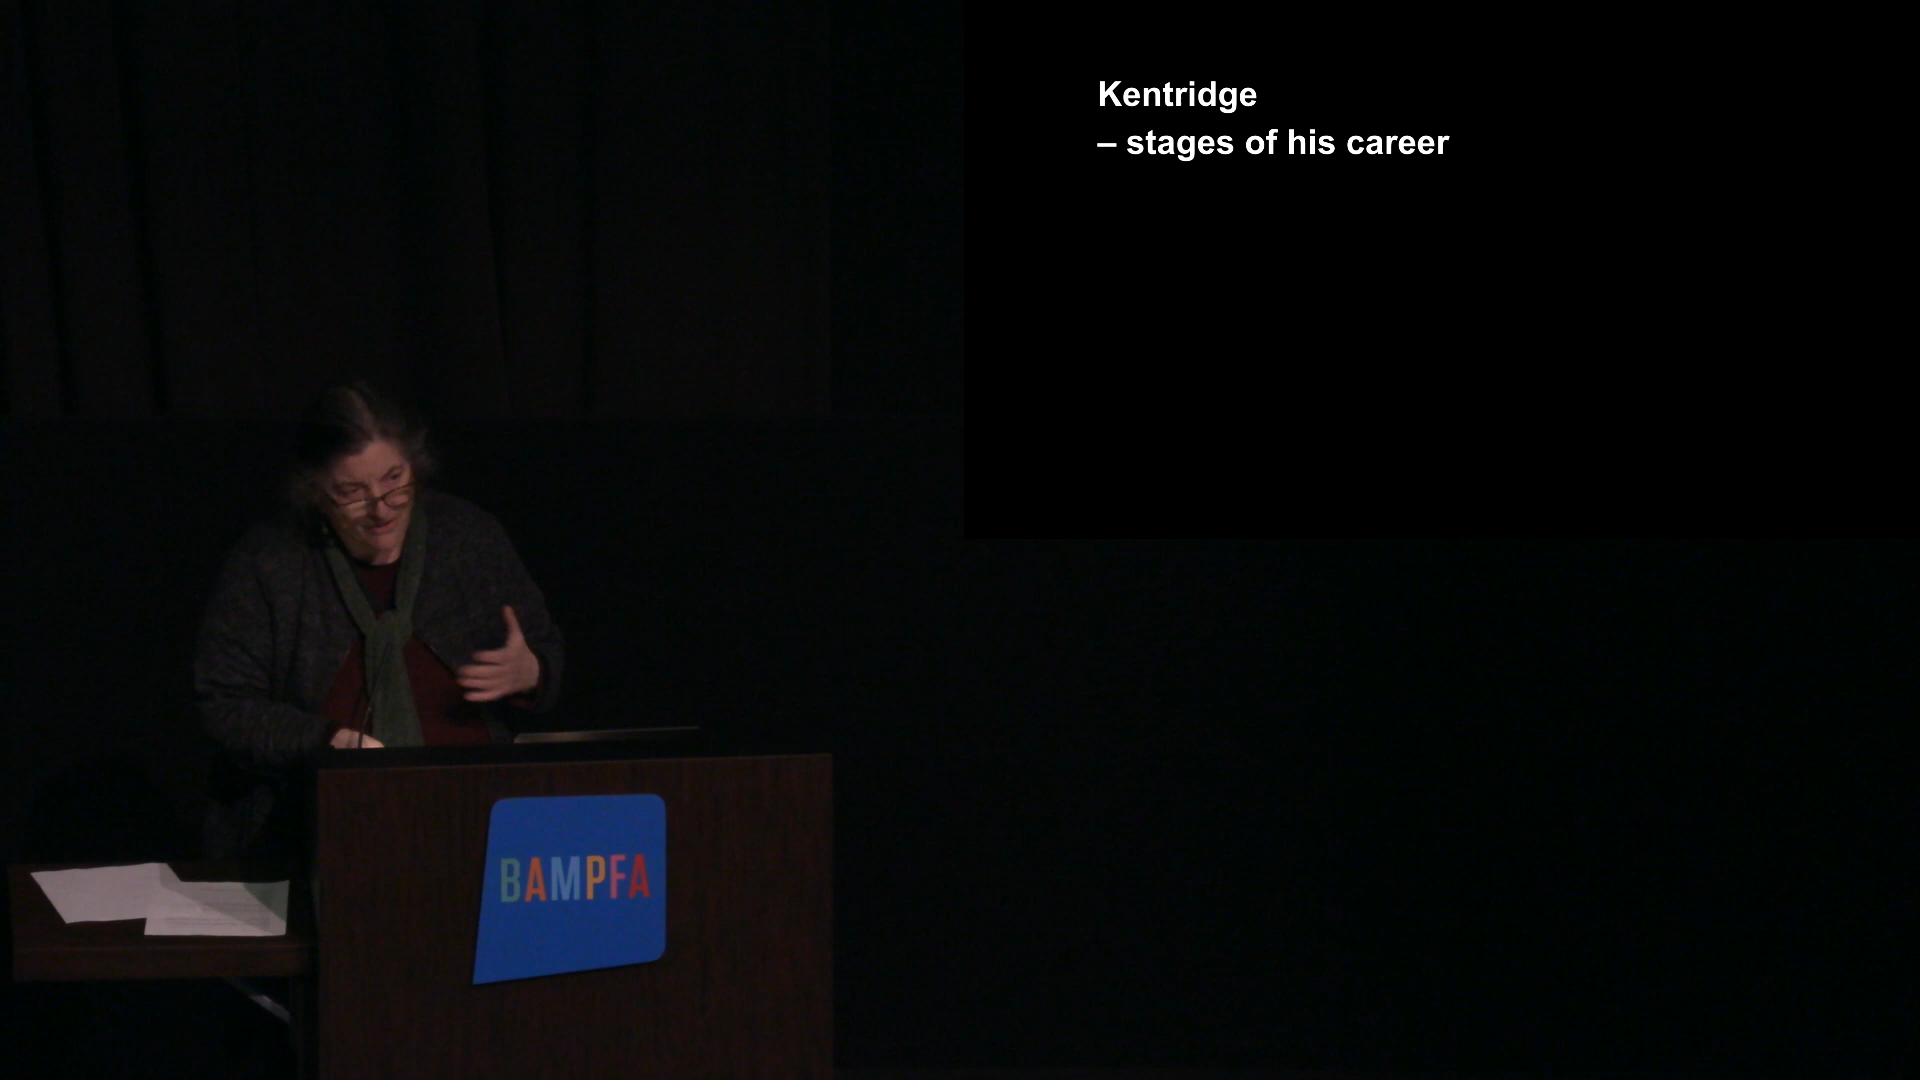 Kentridge
– stages of his career
BAMPFA